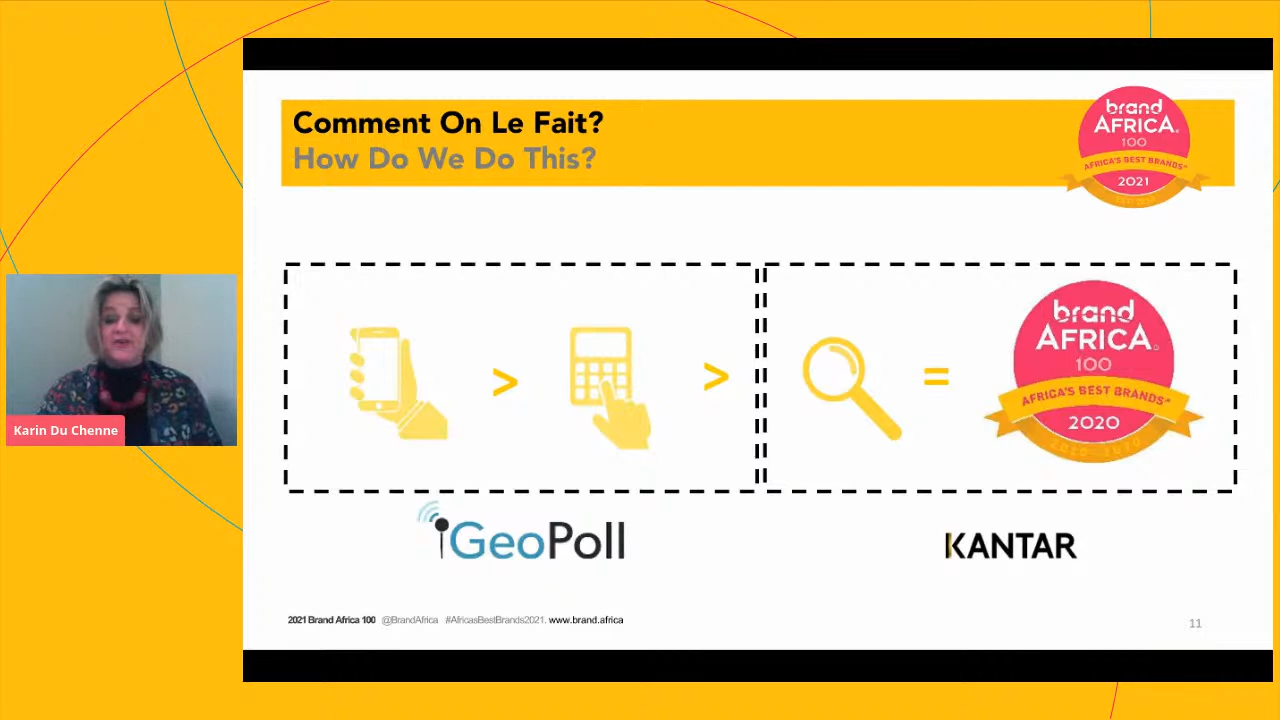 Comment On Le Fait?
How Do We Do This?
brand
AFRICA
100
AFRICA'S BEST BRANDS
2021
>
>
=
brand
AFRICA
100
AFRICA'S BEST BRANDS
2020
GeoPoll
KANTAR
Karin Du Chenne
2021 Brand Africa 100 @BrandAfrica #AfricasBestBrands2021. www.brand.africa
11